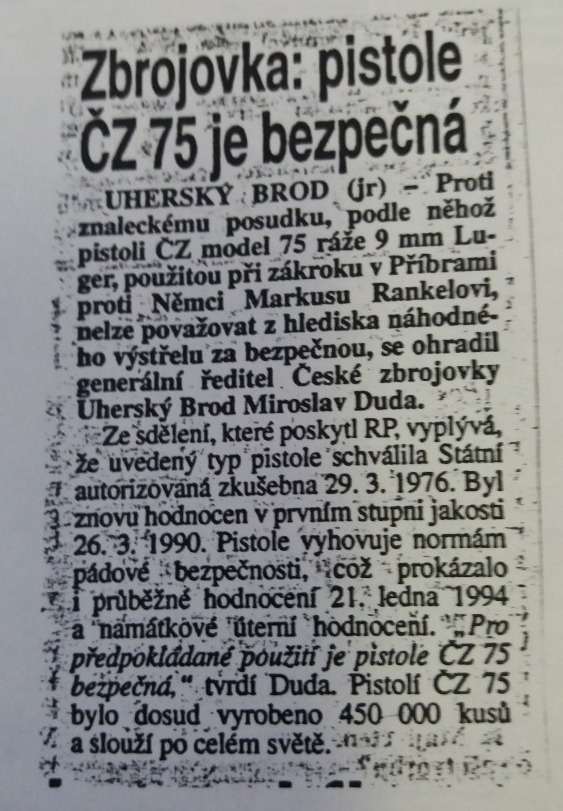 Zbrojovka: pistole
ČZ 75 je bezpečná
UHERSKÝ BROD (jr) – Proti
znaleckému posudku, podle něhož
pistoli ČZ model 75 ráže 9 mm Lu-
ger, použitou při zákroku v Příbrami
proti Němci Markusu Rankelovi,
nelze považovat z hlediska náhodné-
ho výstřelu za bezpečnou, se ohradil
generální ředitel České zbrojovky
Uherský Brod Miroslav Duda.
Ze sdělení, které poskytl RP, vyplývá,
že uvedený typ pistole schválila Státní
autorizovaná zkušebna 29. 3. 1976. Byl
znovu hodnocen v prvním stupni jakosti
26. 3. 1990. Pistole vyhovuje normám
pádové bezpečnosti, což prokázalo
i průběžné hodnocení 21. ledna 1994
a namátkové úterní hodnocení. „Pro
předpokládané použití je pistole ČZ 75
bezpečná,“ tvrdí Duda. Pistolí ČZ 75
bylo dosud vyrobeno 450 000 kusů
a slouží po celém světě.